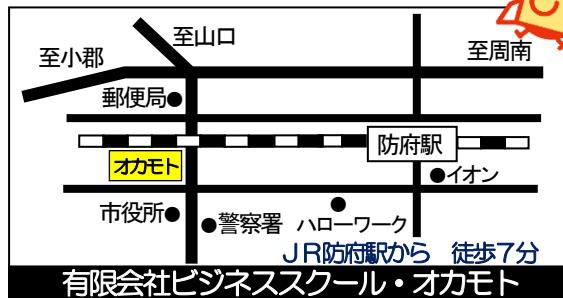 至山口
至小郡
至周南
郵便局
防府駅
オカモト
イオン
市役所
警察署
ハローワーク
JR防府駅から 徒歩7分
有限会社ビジネススクール・オカモト